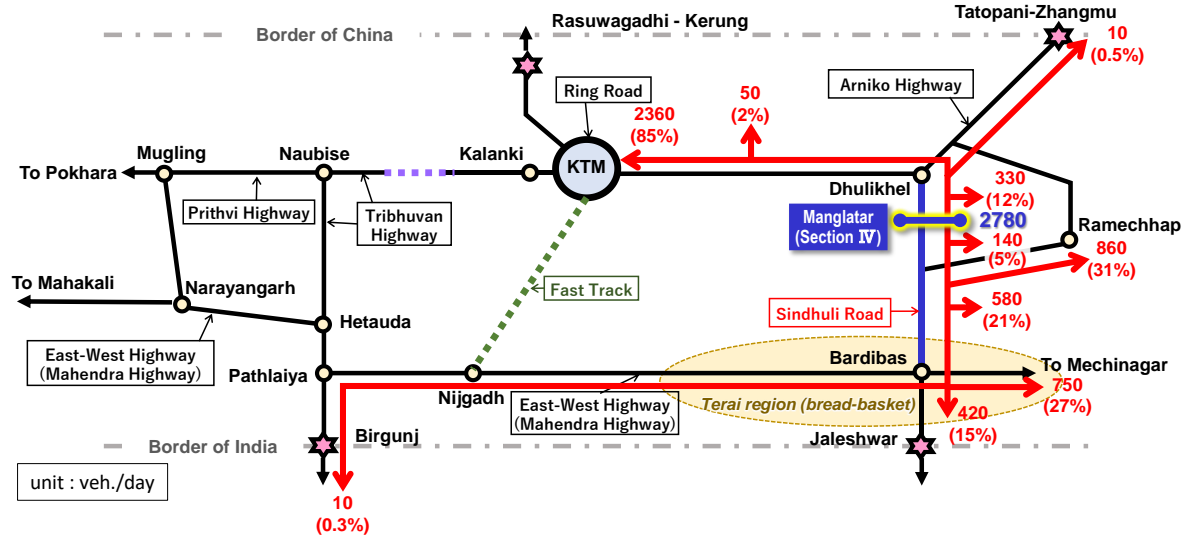 Rasuwagadhi - Kerung
Tatopani-Zhangmu
Border of China
10
(0.5%)
Ring Road
Arniko Highway
50
(2%)
2360
(85%)
Mugling
Naubise
Kalanki
KTM
To Pokhara
Dhulikhel
330
(12%)
Prithvi Highway
Tribhuvan
Highway
Manglatar
(Section Ⅳ)
2780
Ramechhap
140
(5%)
860
(31%)
To Mahakali
Narayangarh
Fast Track
580
(21%)
Sindhuli Road
Hetauda
East-West Highway
(Mahendra Highway)
Bardibas
To Mechinagar
Pathlaiya
750
(27%)
Nijgadh
East-West Highway
(Mahendra Highway)
Terai region (bread-basket)
420
(15%)
Birgunj
Jaleshwar
Border of India
unit : veh./day
10
(0.3%)